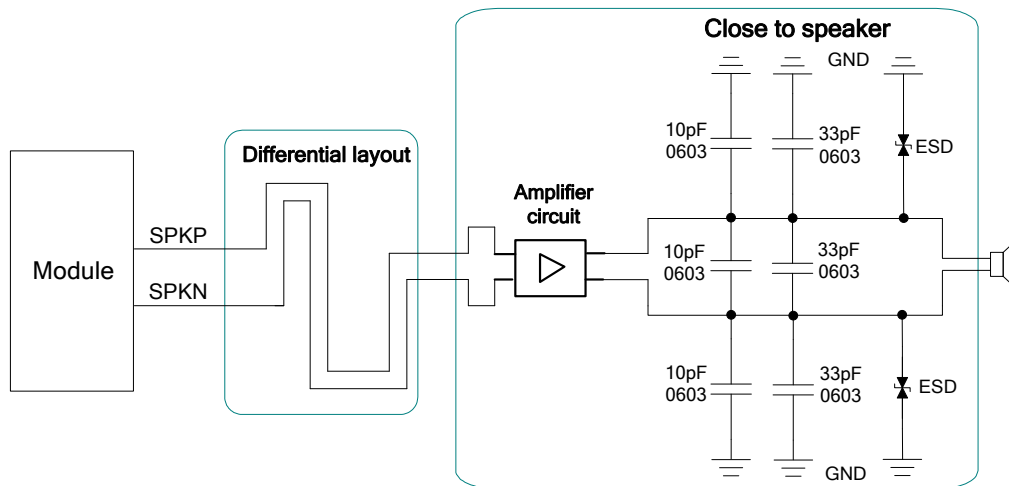 Close to speaker
GND
10pF
0603
33pF
0603
ESD
Differential layout
Amplifier
circuit
SPKP
Module
SPKN
10pF
0603
33pF
0603
10pF
0603
33pF
0603
ESD
GND